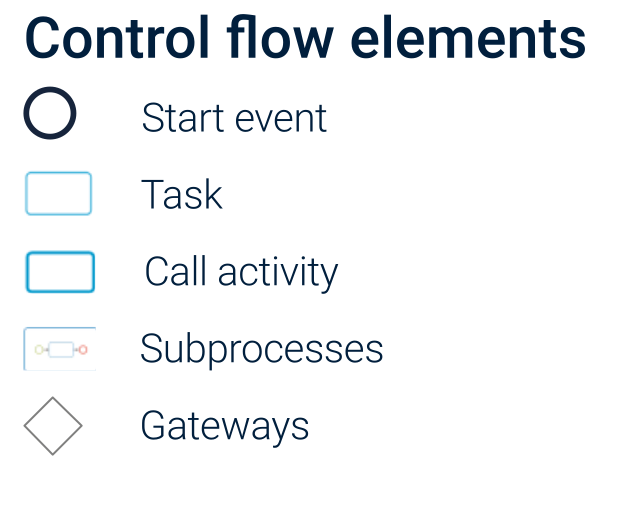 Control flow elements
Start event
Task
Call activity
Subprocesses
Gateways